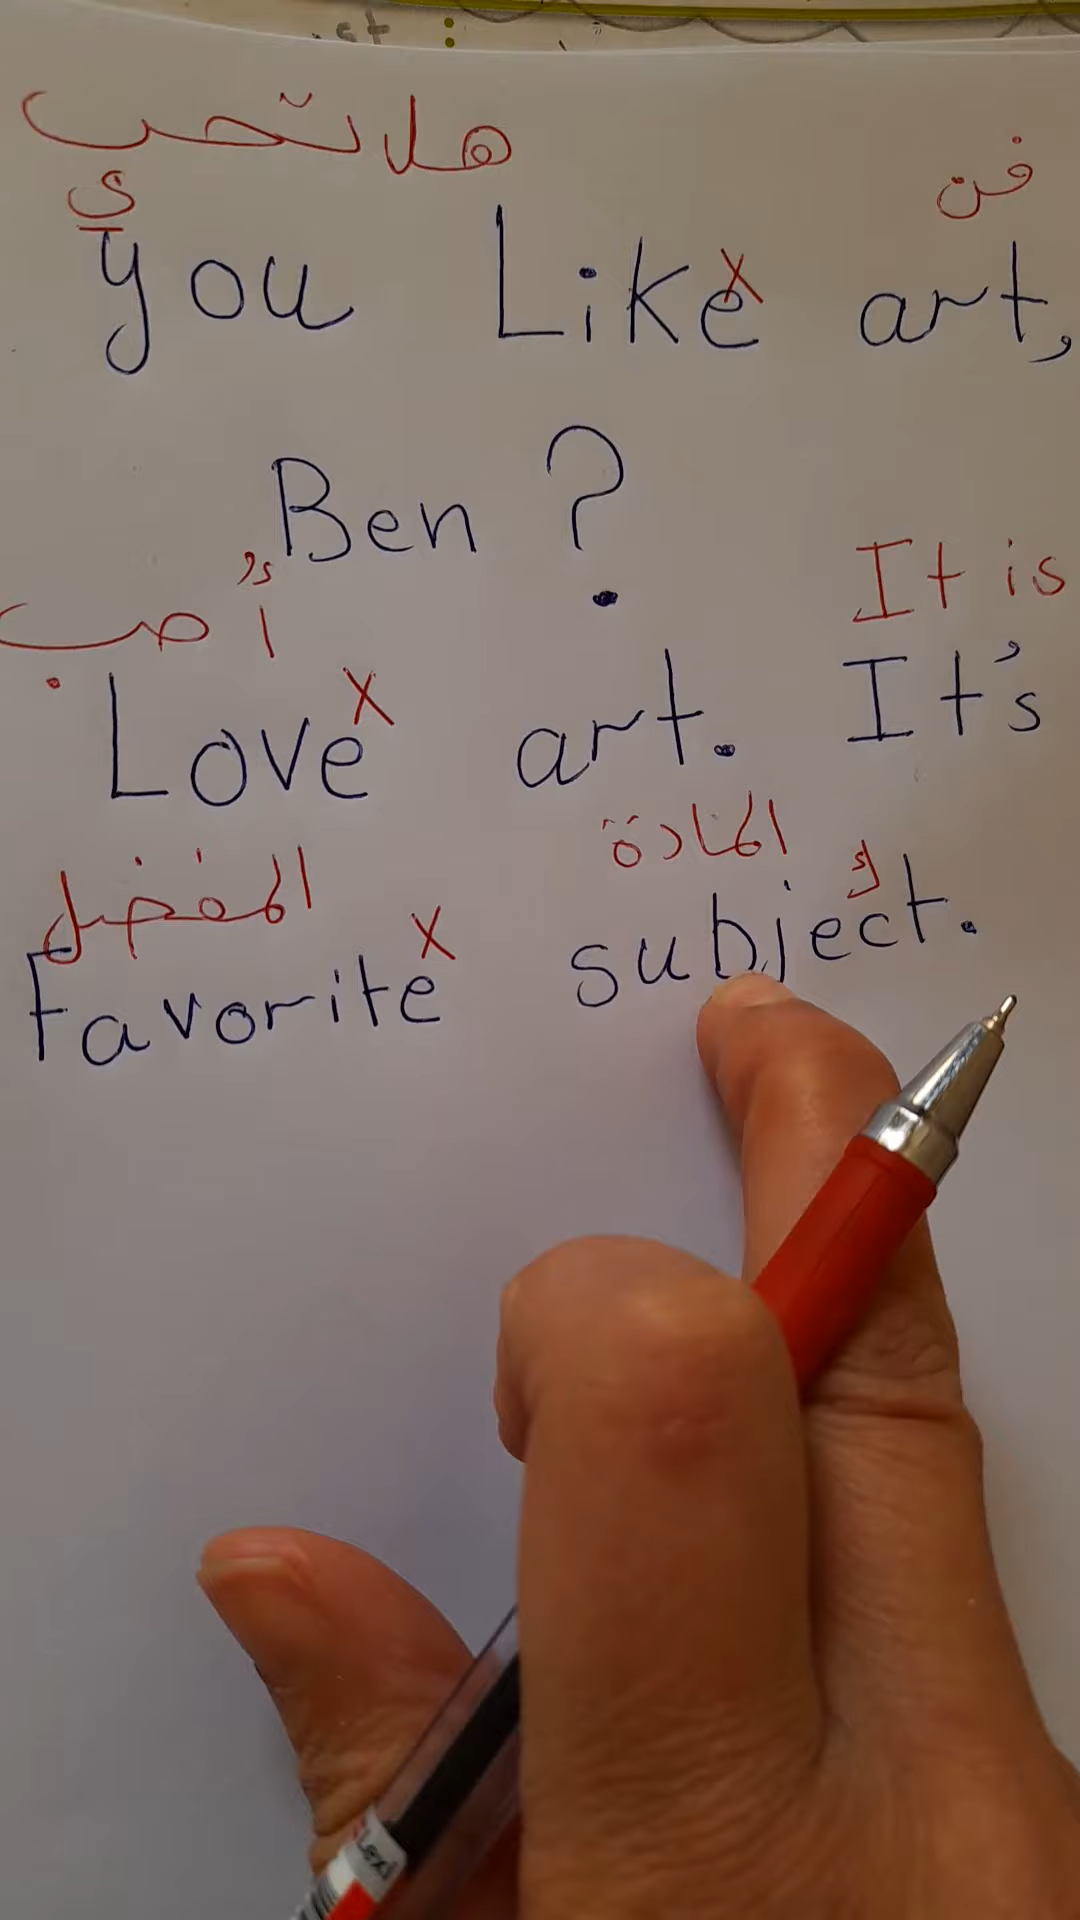 هل تحب فن
ي
you Like x art,
Ben ?
It is
أحب
Love x art. It's
المفضل x المادة ك
Favorite subject.